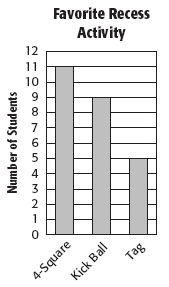 Favorite Recess
Activity
Number of Students
12
11
10
9
8
7
6
5
4
3
2
1
0
4-Square
Kick Ball
Tag